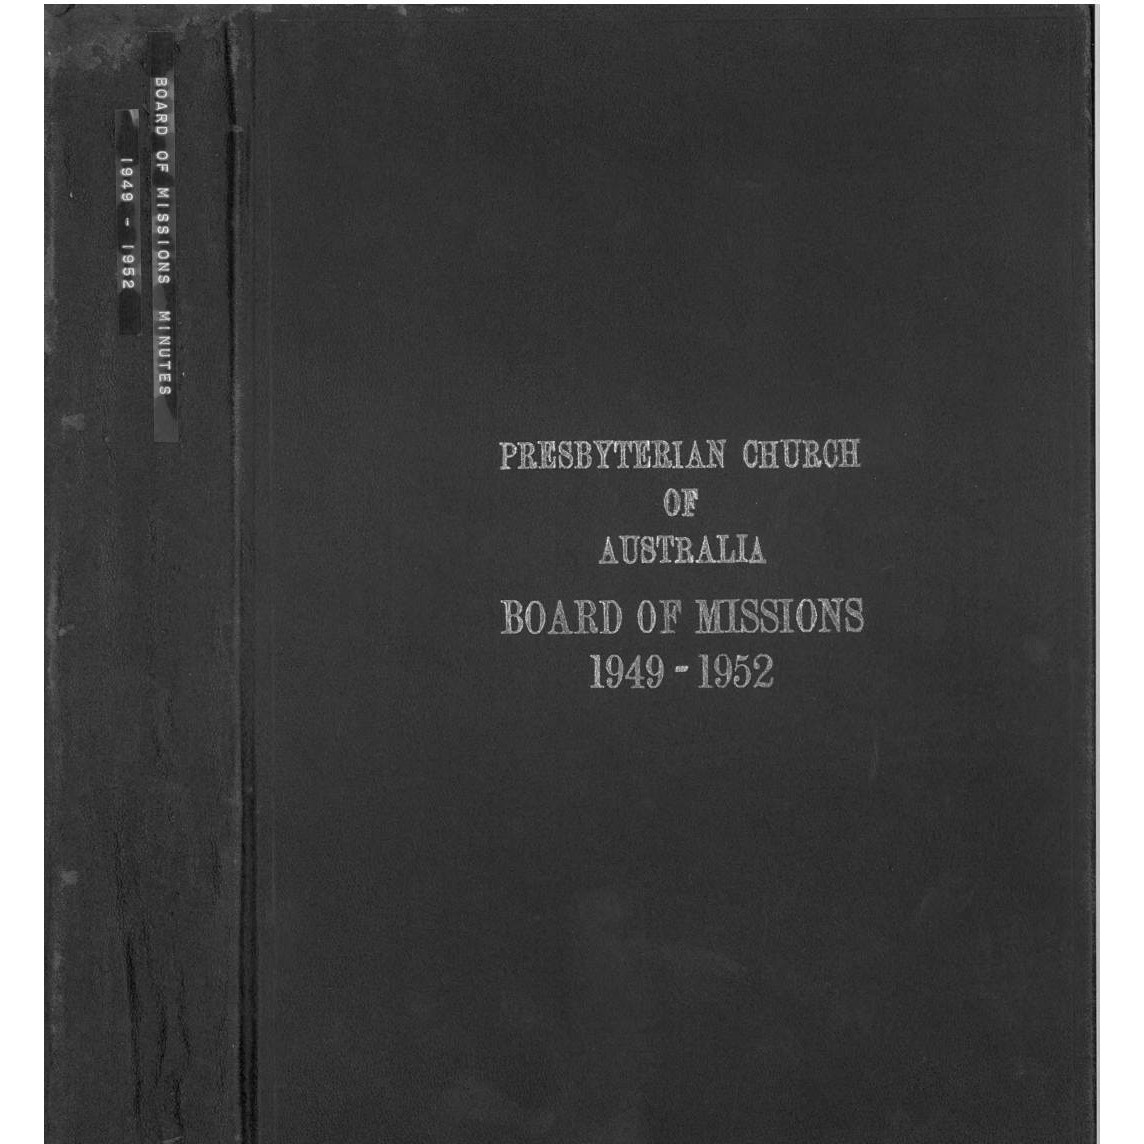 BOARD OF MISSIONS MINUTES
1949 - 1952
PRESBYTERIAN CHURCH
OF
AUSTRALIA
BOARD OF MISSIONS
1949 - 1952